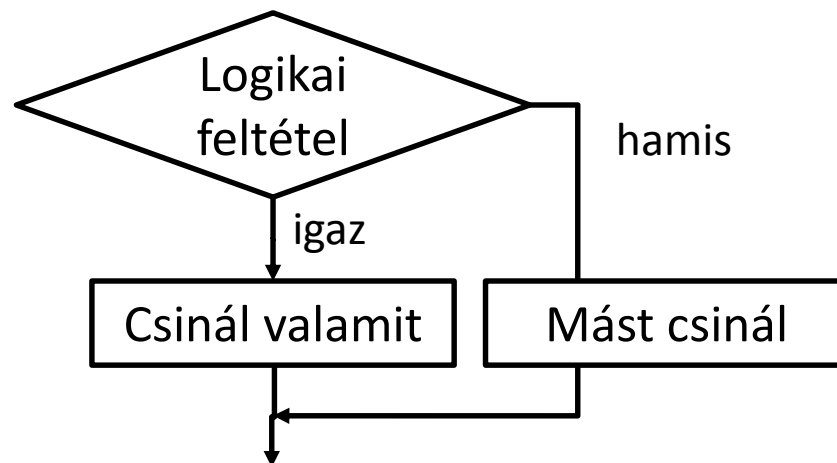 Logikai
feltétel
hamis
igaz
Csinál valamit
Mást csinál